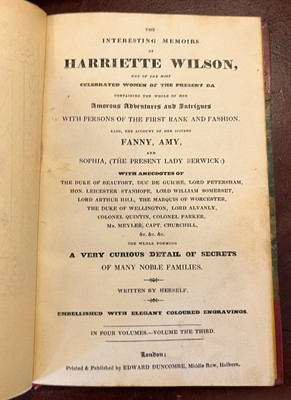 THE
INTERESTING MEMOIRS
OF
HARRIETTE WILSON,
ONE OF THE MOST
CELEBRATED WOMEN OF THE PRESENT DA
CONTAINING THE WHOLE OF HER
Amorous Adventures and Intrigues
WITH PERSONS OF THE FIRST RANK AND FASHION.
ALSO, THE ACCOUNT OF HER SISTERS
FANNY, AMY,
AND
SOPHIA, (THE PRESENT LADY BERWICK:)
WITH ANECDOTES OF
THE DUKE OF BEAUFORT, DUC DE GUICHE, LORD PETERSHAM,
HON. LEICESTER STANHOPE, LORD WILLIAM SOMERSET,
LORD ARTHUR HILL, THE MARQUIS OF WORCESTER,
THE DUKE OF WELLINGTON, LORD ALVANLY,
COLONEL QUINTIN, COLONEL PARKER,
MR. MEYLER, CAPT. CHURCHILL,
&c. &c. &c.
THE WHOLE FORMING
A VERY CURIOUS DETAIL OF SECRETS
OF MANY NOBLE FAMILIES.
WRITTEN BY HERSELF.
EMBELLISHED WITH ELEGANT COLOURED ENGRAVINGS.
IN FOUR VOLUMES.—VOLUME THE THIRD.
London:
Printed & Published by EDWARD DUNCOMBE, Middle Row, Holborn.